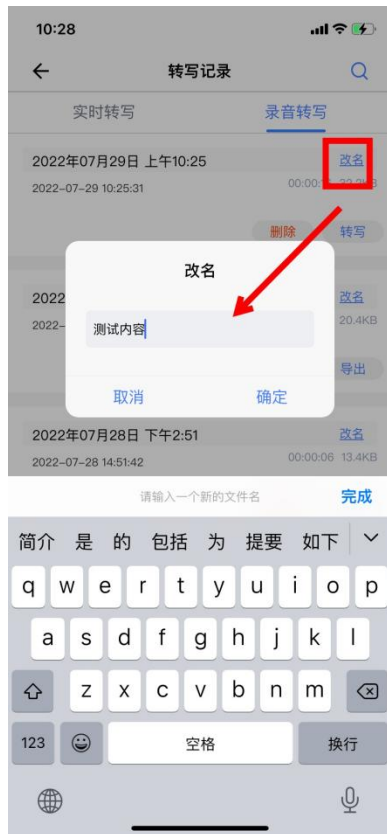 10:28
转写记录
实时转写 录音转写
2022年07月29日 上午10:25 改名
2022-07-29 10:25:31
删除 转写
改名
2022 改名
2022- 20.4KB
测试内容
导出
取消 确定
2022年07月28日 下午2:51 改名
2022-07-28 14:51:42 00:00:06 13.4KB
请输入一个新的文件名 完成
简介 是 的 包括 为 提要 如下
q w e r t y u i o p
a s d f g h j k l
z x c v b n m
123 空格 换行